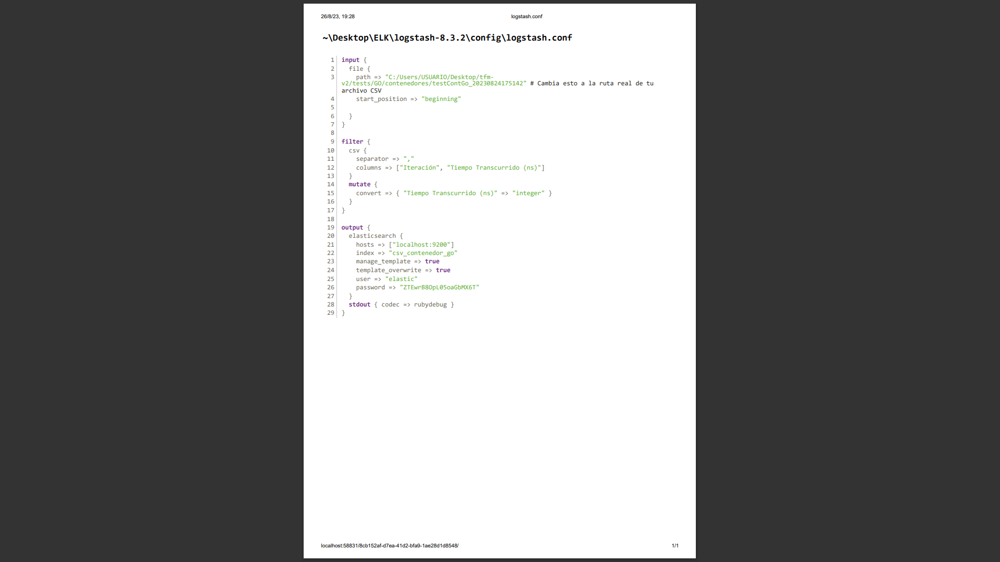 26/8/23, 19:28 logstash.conf
~\Desktop\ELK\logstash-8.3.2\config\logstash.conf
1 input {
2   file {
3     path => "C:/Users/USUARIO/Desktop/tfm-
v2/tests/GO/contenedores/testContGo_20230824175142" # Cambia esto a la ruta real de tu
archivo CSV
4     start_position => "beginning"
5
6   }
7 }
8
9 filter {
10   csv {
11     separator => ","
12     columns => ["Iteración", "Tiempo Transcurrido (ns)"]
13   }
14   mutate {
15     convert => { "Tiempo Transcurrido (ns)" => "integer" }
16   }
17 }
18
19 output {
20   elasticsearch {
21     hosts => ["localhost:9200"]
22     index => "csv_contenedor_go"
23     manage_template => true
24     template_overwrite => true
25     user => "elastic"
26     password => "ZTEwrB8OpL05oaGbMX6T"
27   }
28   stdout { codec => rubydebug }
29 }
localhost:58831/8cb152af-d7ea-41d2-bfa9-1ae28d1d8548/ 1/1